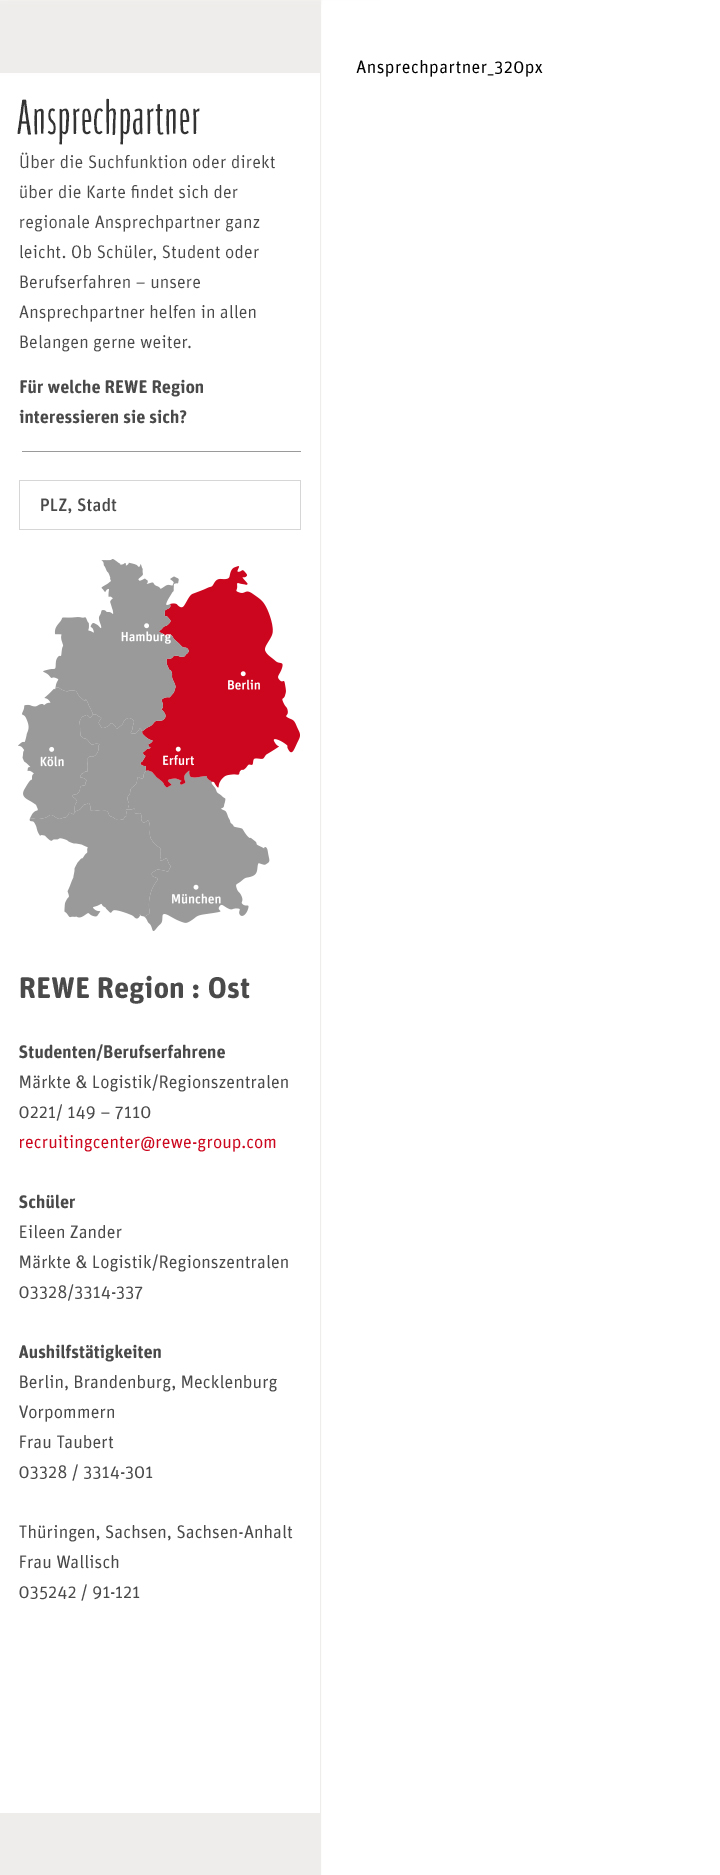 Ansprechpartner_320px
Ansprechpartner
Über die Suchfunktion oder direkt
über die Karte findet sich der
regionale Ansprechpartner ganz
leicht. Ob Schüler, Student oder
Berufserfahren – unsere
Ansprechpartner helfen in allen
Belangen gerne weiter.
Für welche REWE Region
interessieren sie sich?
PLZ, Stadt
Hamburg
Berlin
Köln
Erfurt
München
REWE Region : Ost
Studenten/Berufserfahrene
Märkte & Logistik/Regionszentralen
0221/ 149 – 7110
recruitingcenter@rewe-group.com
Schüler
Eileen Zander
Märkte & Logistik/Regionszentralen
03328/3314-337
Aushilfstätigkeiten
Berlin, Brandenburg, Mecklenburg
Vorpommern
Frau Taubert
03328 / 3314-301
Thüringen, Sachsen, Sachsen-Anhalt
Frau Wallisch
035242 / 91-121